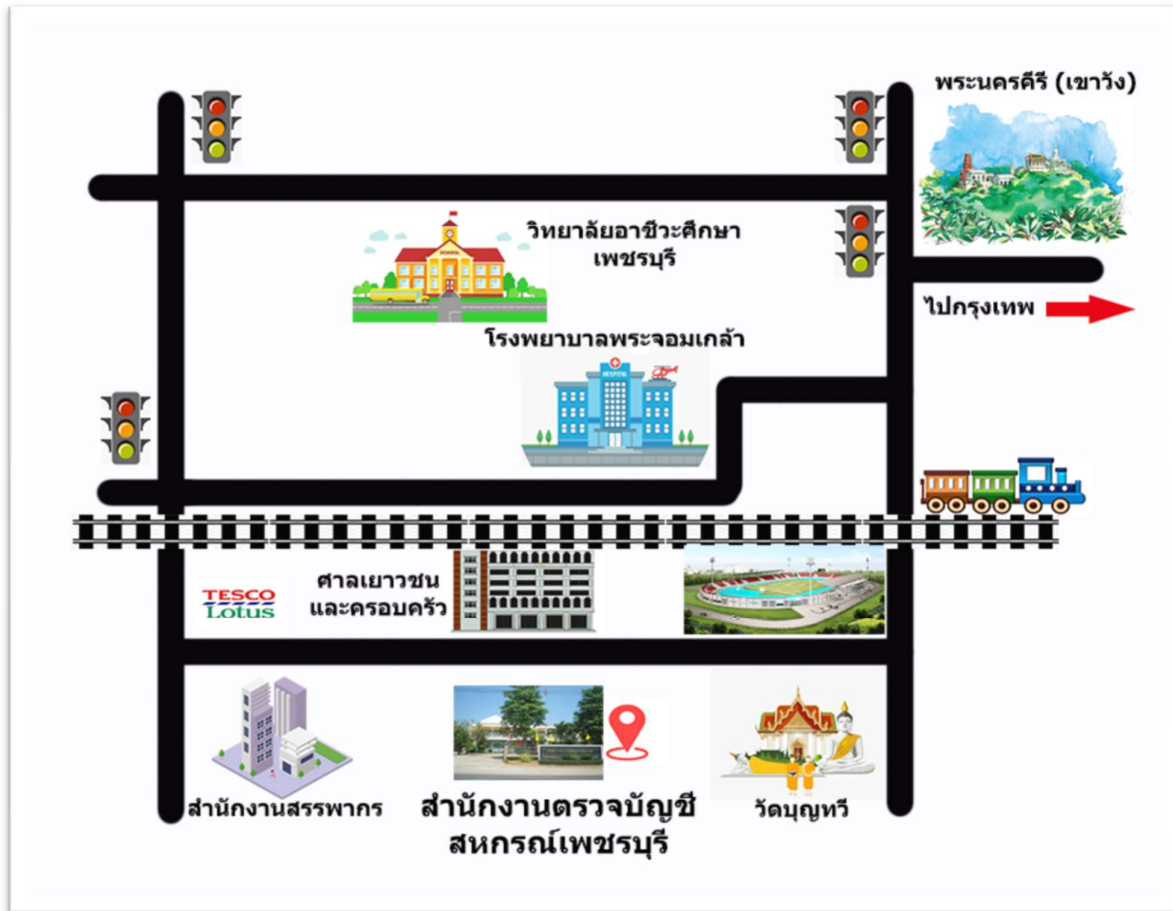 พระนครคีรี (เขาวัง)
วิทยาลัยอาชีวะศึกษา
เพชรบุรี
SCHOOL
ไปกรุงเทพ
โรงพยาบาลพระจอมเกล้า
HOSPITAL
ศาลเยาวชน
และครอบครัว
TESCO
Lotus
สำนักงานสรรพากร
สำนักงานตรวจบัญชี
สหกรณ์เพชรบุรี
วัดบุญทวี